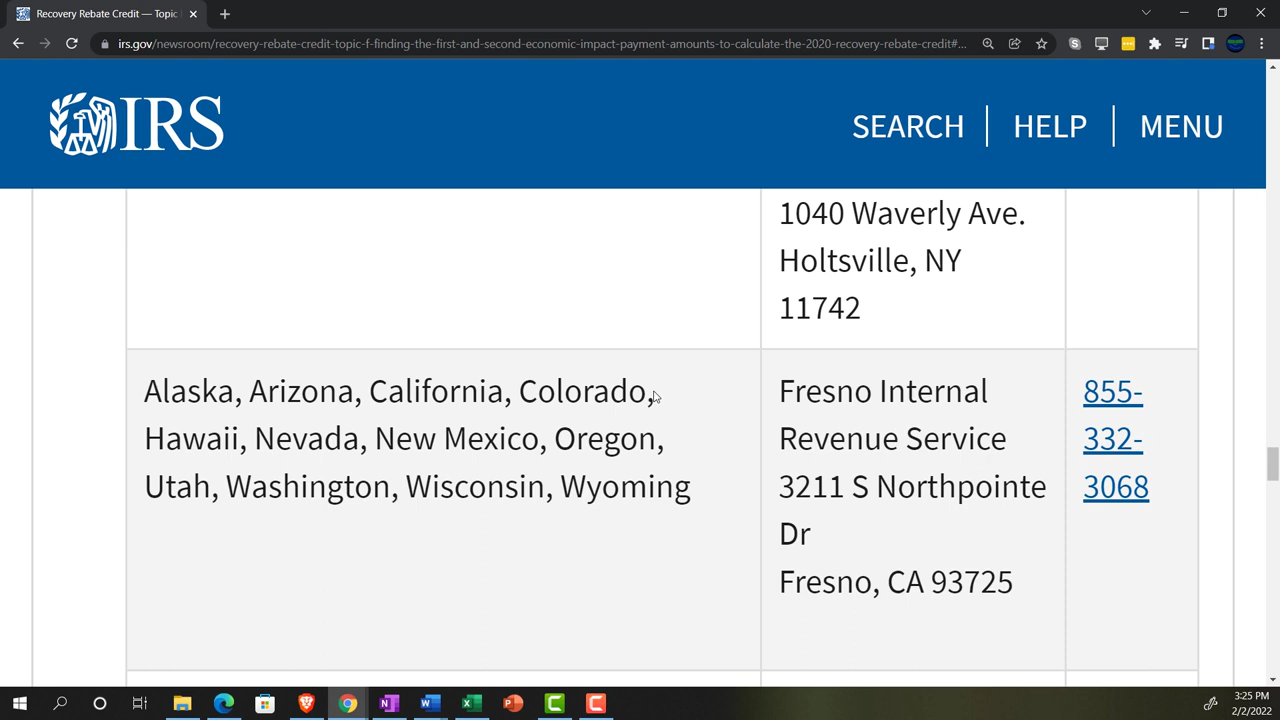 Recovery Rebate Credit — Topic
irs.gov/newsroom/recovery-rebate-credit-topic-f-finding-the-first-and-second-economic-impact-payment-amounts-to-calculate-the-2020-recovery-rebate-credit#...
IRS
SEARCH
HELP
MENU
1040 Waverly Ave.
Holtsville, NY
11742
Alaska, Arizona, California, Colorado,
Hawaii, Nevada, New Mexico, Oregon,
Utah, Washington, Wisconsin, Wyoming
Fresno Internal
Revenue Service
3211 S Northpointe
Dr
Fresno, CA 93725
855-
332-
3068
3:25 PM
2/2/2022